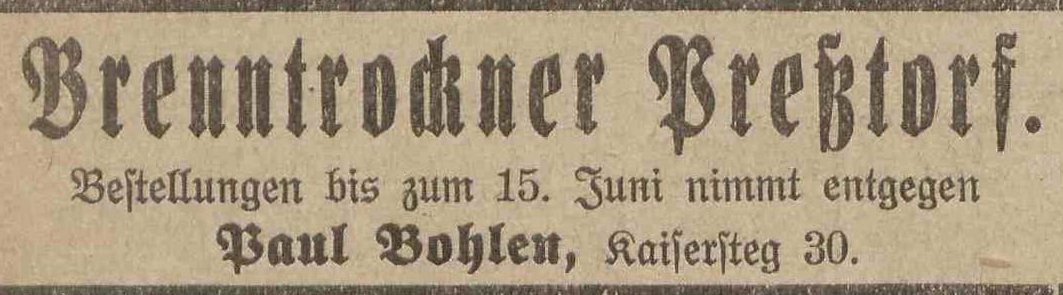 Brenntrockner Preßtorf.
Bestellungen bis zum 15. Juni nimmt entgegen
Paul Bohlen, Kaisersteg 30.